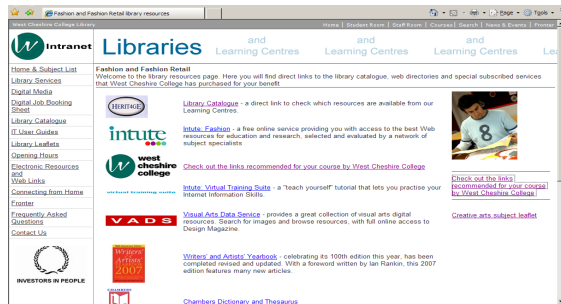 Fashion and Fashion Retail library resources
Page
Tools
West Cheshire College Library
Home | Student Room | Staff Room | Courses | Search | News & Events | Fronter
W Intranet
Libraries
and
Learning Centres
and
Learning Centres
and
Learning Centres
Le
Home & Subject List
Library Services
Digital Media
Digital Job Booking
Sheet
Library Catalogue
IT User Guides
Library Leaflets
Opening Hours
Electronic Resources
and
Web Links
Connecting from Home
Fronter
Frequently Asked
Questions
Contact Us
INVESTORS IN PEOPLE
Fashion and Fashion Retail
Welcome to the library resources page. Here you will find direct links to the library catalogue, web directories and special subscribed services
that West Cheshire College has purchased for your benefit
HERITAGE
Library Catalogue - a direct link to check which resources are available from our
Learning Centres.
intute
Intute: Fashion - a free online service providing you with access to the best Web
resources for education and research, selected and evaluated by a network of
subject specialists
W west
cheshire
college
Check out the links recommended for your course by West Cheshire College
virtual training suite
Intute: Virtual Training Suite - a "teach yourself" tutorial that lets you practise your
Internet Information Skills.
VADS
Visual Arts Data Service - provides a great collection of visual arts digital
resources. Search for images and browse resources, with full online access to
Design Magazine.
Writers'
Artists'
2007
Writers' and Artists' Yearbook - celebrating its 100th edition this year, has been
completed revised and updated. With a foreword written by Ian Rankin, this 2007
edition features many new articles.
CHAMBERS
Chambers Dictionary and Thesaurus
8
Check out the links
recommended for your course
by West Cheshire College
Creative arts subject leaflet